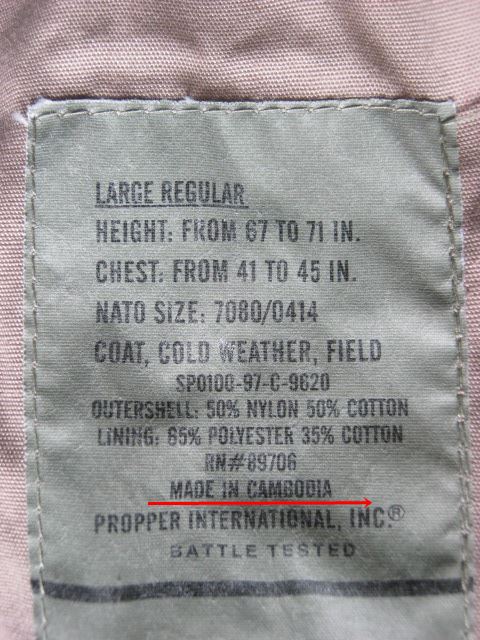 LARGE REGULAR
HEIGHT: FROM 67 TO 71 IN.
CHEST: FROM 41 TO 45 IN.
NATO SIZE: 7080/0414
COAT, COLD WEATHER, FIELD
SP0100-97-C-9620
OUTERSHELL: 50% NYLON 50% COTTON
LINING: 65% POLYESTER 35% COTTON
RN#89706
MADE IN CAMBODIA
PROPPER INTERNATIONAL, INC.®
BATTLE TESTED